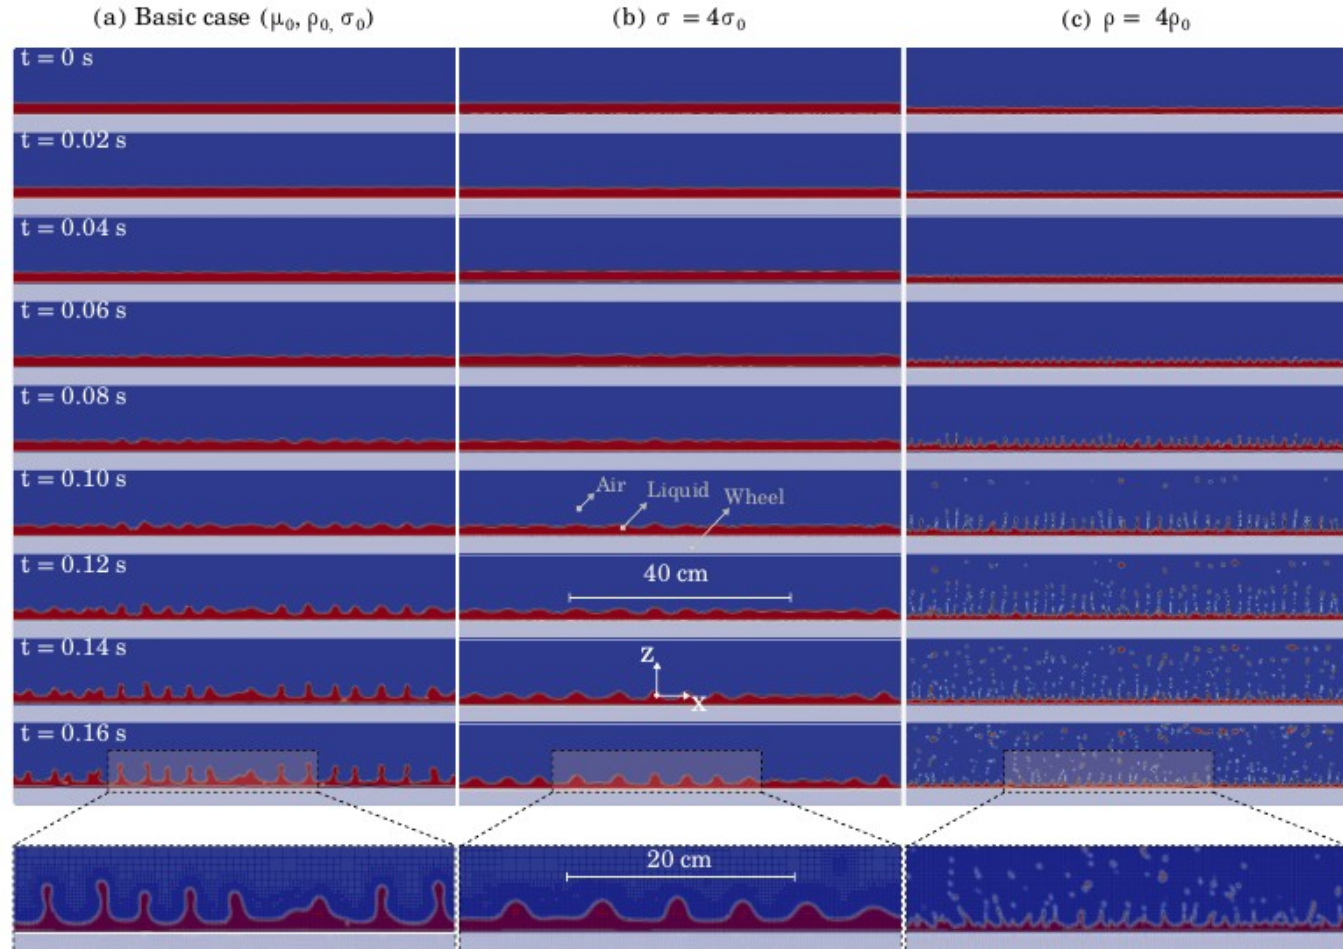 (a) Basic case (μ₀, ρ₀, σ₀)
(b) σ = 4σ₀
(c) ρ = 4ρ₀
t = 0 s
t = 0.02 s
t = 0.04 s
t = 0.06 s
t = 0.08 s
t = 0.10 s
Air
Liquid
Wheel
t = 0.12 s
40 cm
t = 0.14 s
Z
X
t = 0.16 s
20 cm